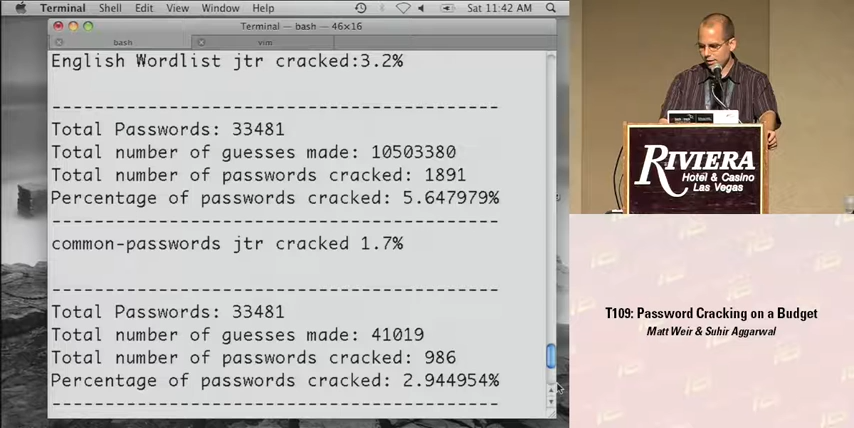 Terminal Shell Edit View Window Help
Sat 11:42 AM
Terminal — bash — 46×16
bash
vim
English Wordlist jtr cracked:3.2%
-----------------------------------------
Total Passwords: 33481
Total number of guesses made: 10503380
Total number of passwords cracked: 1891
Percentage of passwords cracked: 5.647979%
-----------------------------------------
common-passwords jtr cracked 1.7%
-----------------------------------------
Total Passwords: 33481
Total number of guesses made: 41019
Total number of passwords cracked: 986
Percentage of passwords cracked: 2.944954%
-----------------------------------------
RIVIERA
Hotel & Casino
Las Vegas
T109: Password Cracking on a Budget
Matt Weir & Suhir Aggarwal